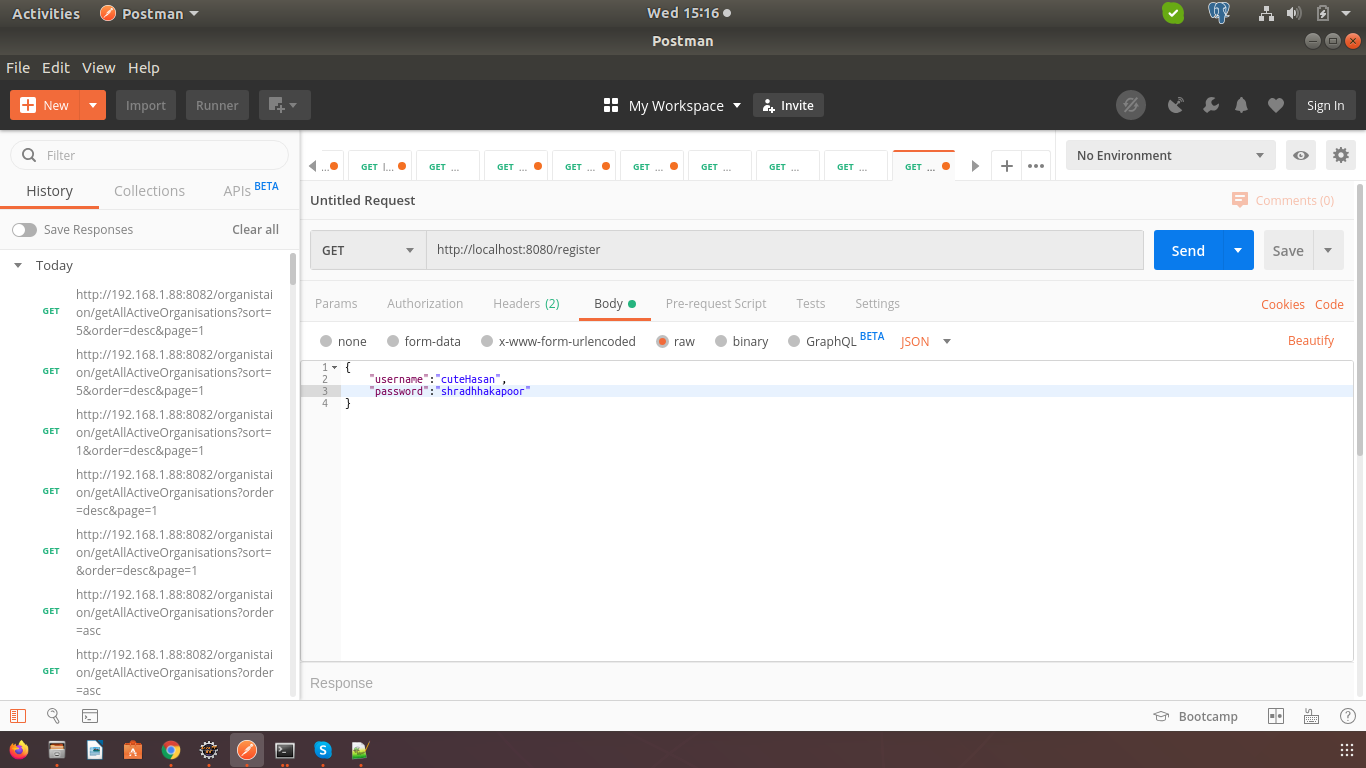 Activities Postman Wed 15:16
Postman
File Edit View Help
New Import Runner My Workspace Invite Sign In
Filter
History Collections APIs BETA
Save Responses Clear all
Today
GET http://192.168.1.88:8082/organistai
on/getAllActiveOrganisations?sort=
5&order=desc&page=1
GET http://192.168.1.88:8082/organistai
on/getAllActiveOrganisations?sort=
5&order=desc&page=1
GET http://192.168.1.88:8082/organistai
on/getAllActiveOrganisations?sort=
1&order=desc&page=1
GET http://192.168.1.88:8082/organistai
on/getAllActiveOrganisations?order
=desc&page=1
GET http://192.168.1.88:8082/organistai
on/getAllActiveOrganisations?sort=
&order=desc&page=1
GET http://192.168.1.88:8082/organistai
on/getAllActiveOrganisations?order
=asc
GET http://192.168.1.88:8082/organistai
on/getAllActiveOrganisations?order
=asc
... GET I... GET ... GET ... GET ... GET ... GET ... GET ... GET ... GET ...
No Environment
Untitled Request Comments (0)
GET http://localhost:8080/register Send Save
Params Authorization Headers (2) Body Pre-request Script Tests Settings Cookies Code
none form-data x-www-form-urlencoded raw binary GraphQL BETA JSON Beautify
1 {
2 "username":"cuteHasan",
3 "password":"shradhhakapoor"
4 }
Response
Bootcamp